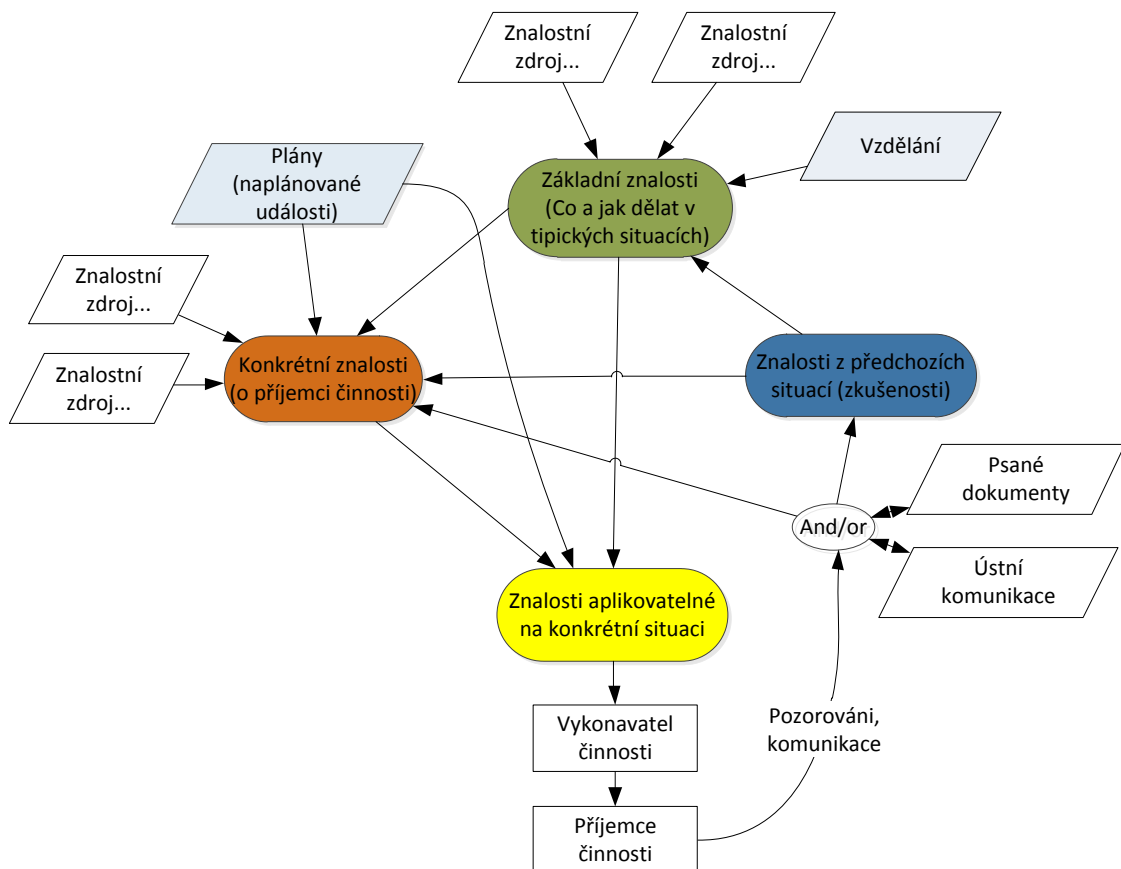 Znalostní
zdroj...
Znalostní
zdroj...
Vzdělání
Plány
(naplánované
události)
Základní znalosti
(Co a jak dělat v
tipických situacích)
Znalostní
zdroj...
Znalostní
zdroj...
Konkrétní znalosti
(o příjemci činnosti)
Znalosti z předchozích
situací (zkušenosti)
Psané
dokumenty
And/or
Ústní
komunikace
Znalosti aplikovatelné
na konkrétní situaci
Vykonavatel
činnosti
Pozorováni,
komunikace
Příjemce
činnosti